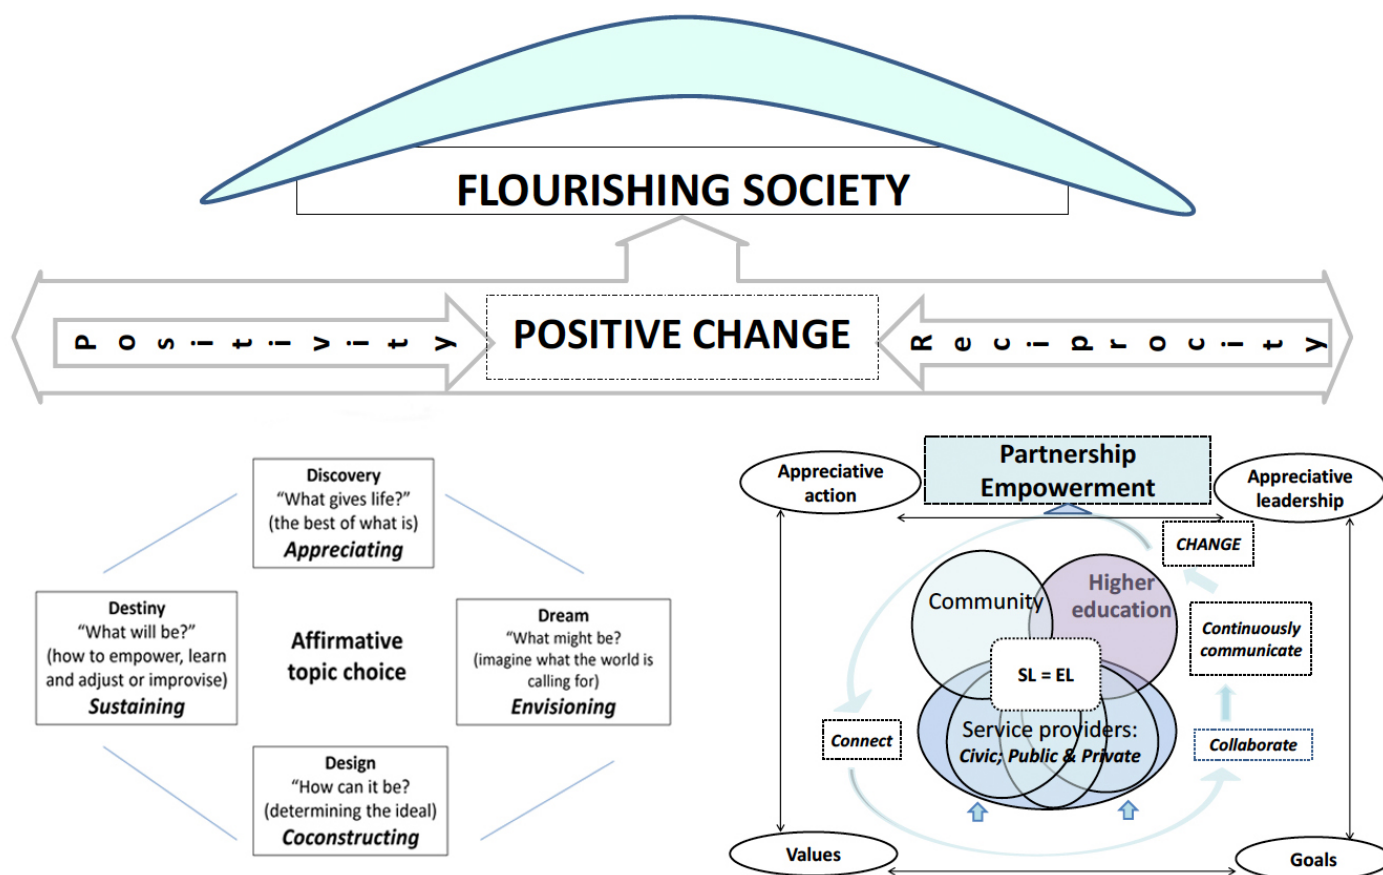 FLOURISHING SOCIETY
Positivity
POSITIVE CHANGE
Reciprocity
Discovery
“What gives life?”
(the best of what is)
Appreciating
Destiny
“What will be?”
(how to empower, learn
and adjust or improvise)
Sustaining
Affirmative
topic choice
Dream
“What might be?
(imagine what the world is
calling for)
Envisioning
Design
“How can it be?
(determining the ideal)
Coconstructing
Appreciative
action
Partnership
Empowerment
Appreciative
leadership
CHANGE
Community
Higher
education
Continuously
communicate
SL = EL
Connect
Service providers:
Civic; Public & Private
Collaborate
Values
Goals